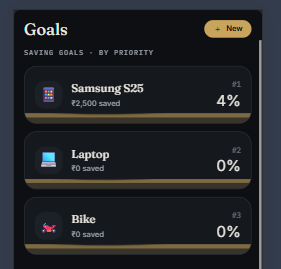 Goals
+ New
SAVING GOALS · BY PRIORITY
Samsung S25
₹2,500 saved
#1
4%
Laptop
₹0 saved
#2
0%
Bike
₹0 saved
#3
0%